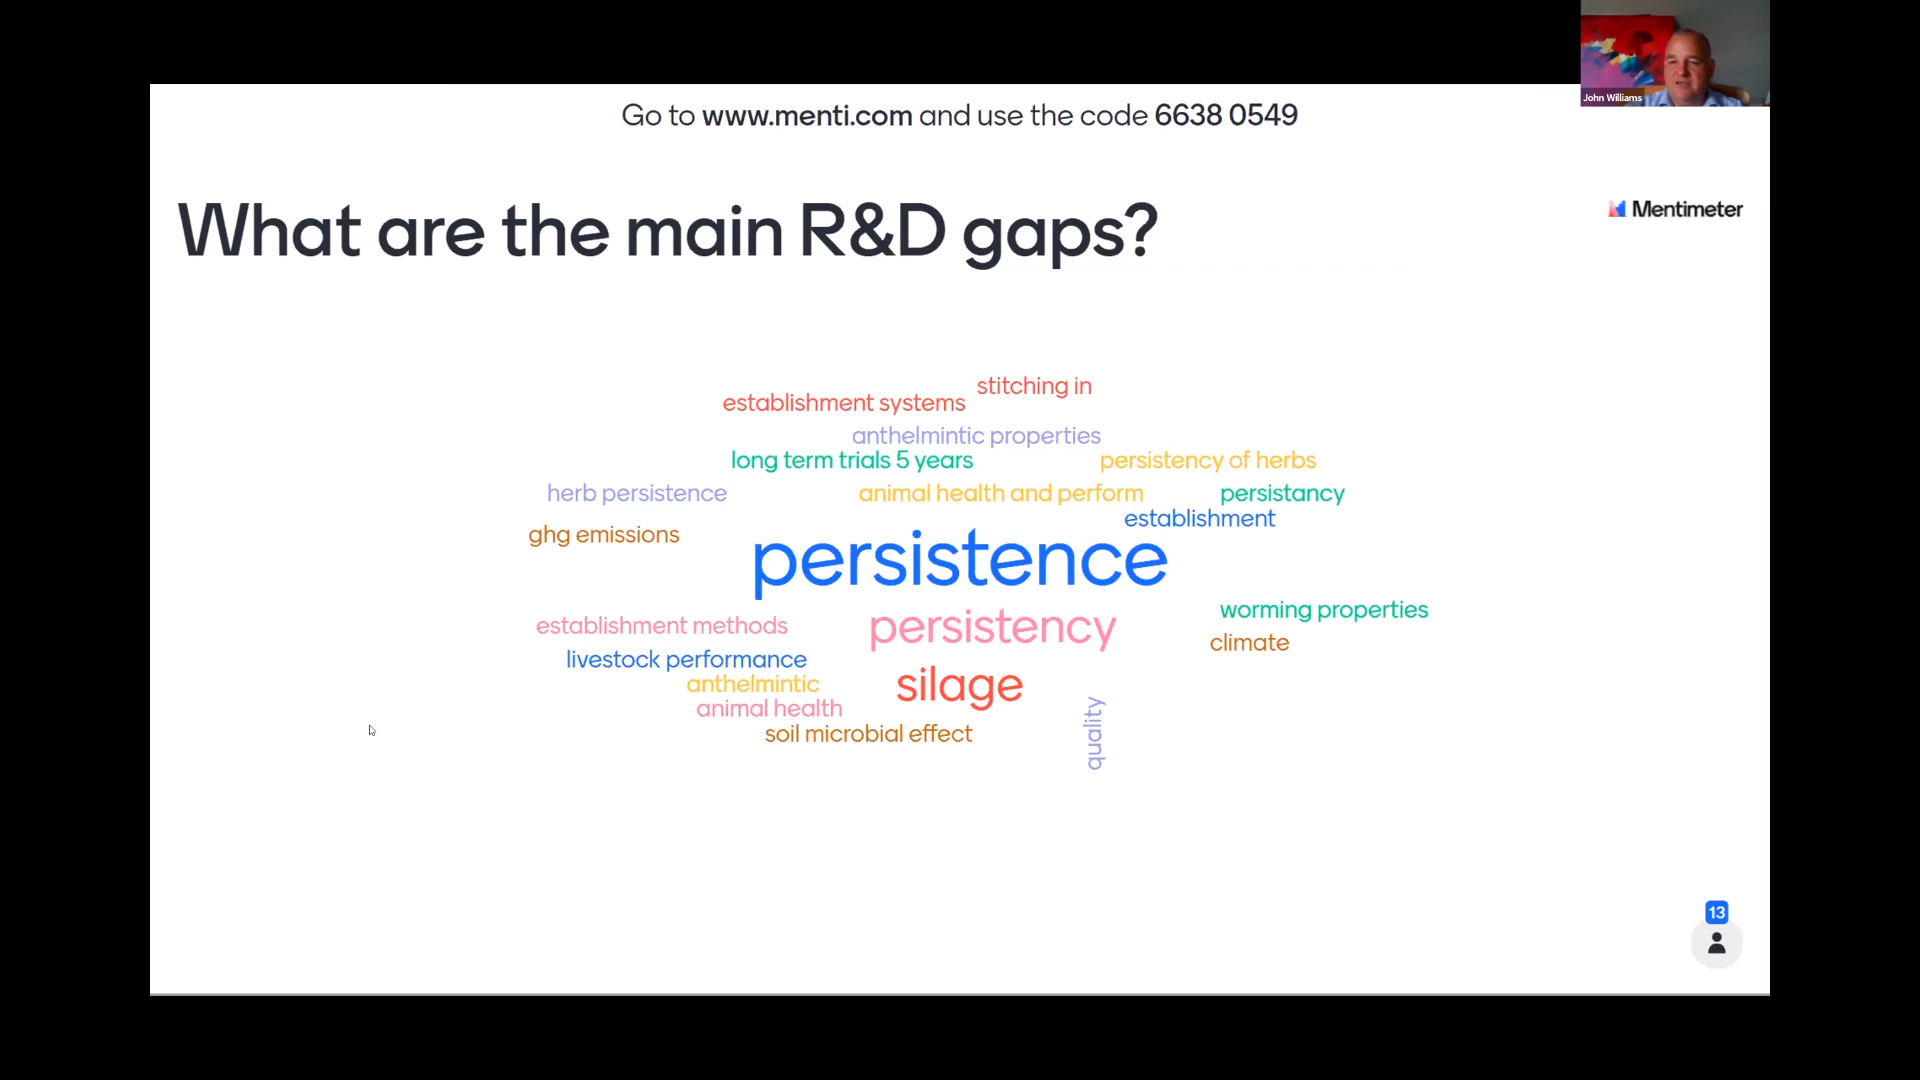 John Williams
Go to www.menti.com and use the code 6638 0549
What are the main R&D gaps?
Mentimeter
stitching in
establishment systems
anthelmintic properties
long term trials 5 years
persistency of herbs
herb persistence
animal health and perform
persistancy
establishment
ghg emissions
persistence
worming properties
establishment methods
persistency
climate
livestock performance
anthelmintic
silage
animal health
quality
soil microbial effect
13